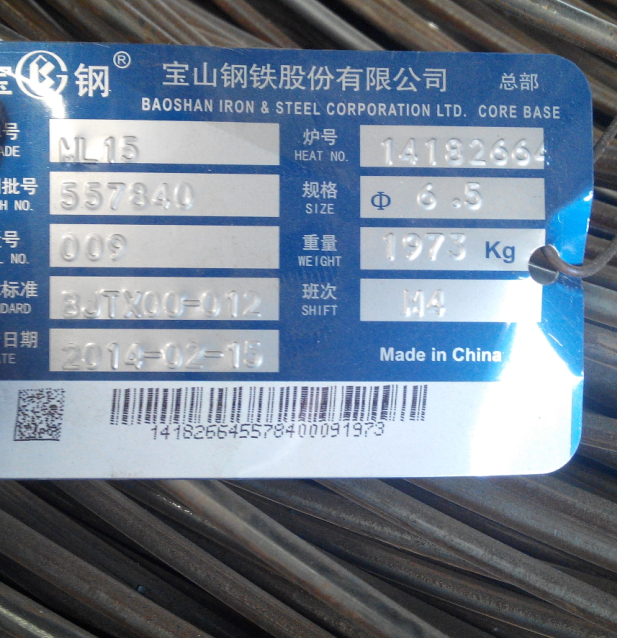 宝 钢 ®
宝山钢铁股份有限公司 总部
BAOSHAN IRON & STEEL CORPORATION LTD. CORE BASE
号 ML15 炉号 14182664
ADE HEAT NO.
批号 557840 规格 Φ 6.5
H NO. SIZE
号 009 重量 1973 Kg
L NO. WEIGHT
标准 BJTX00-012 班次 M4
NDARD SHIFT
日期 2014-02-15 Made in China
ATE
141826645578400091973